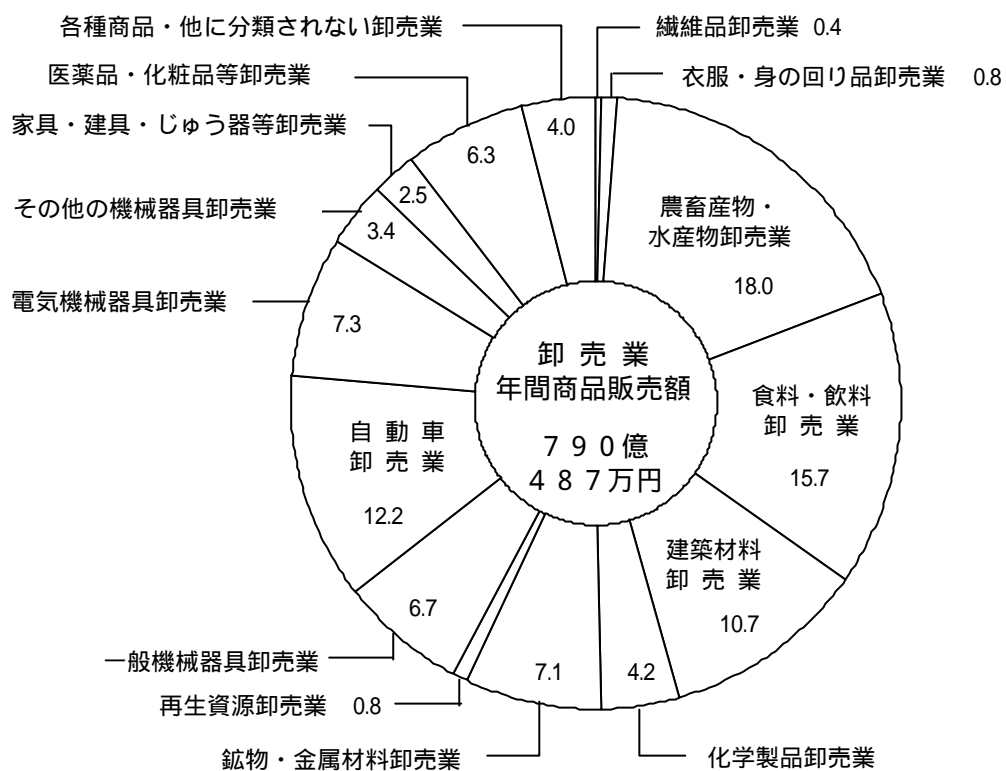 各種商品・他に分類されない卸売業
4.0
繊維品卸売業 0.4
衣服・身の回り品卸売業 0.8
農畜産物・
水産物卸売業
18.0
食料・飲料
卸 売 業
15.7
建築材料
卸 売 業
10.7
化学製品卸売業
4.2
鉱物・金属材料卸売業
7.1
再生資源卸売業 0.8
一般機械器具卸売業
6.7
自 動 車
卸 売 業
12.2
電気機械器具卸売業
7.3
その他の機械器具卸売業
3.4
家具・建具・じゅう器等卸売業
2.5
医薬品・化粧品等卸売業
6.3
卸 売 業
年間商品販売額
７９０億
４８７万円